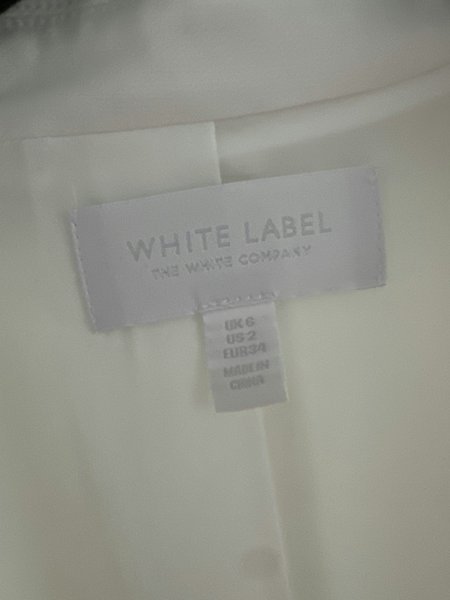 WHITE LABEL
THE WHITE COMPANY
UK 6
US 2
EUR34
MADE IN
CHINA